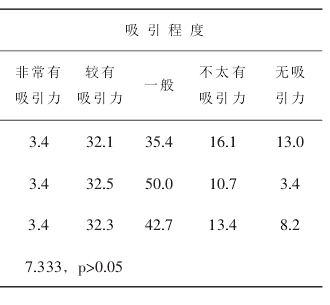 吸引程度
非常有 较有 一般 不太有 无吸
吸引力 吸引力 吸引力 引力
3.4 32.1 35.4 16.1 13.0
3.4 32.5 50.0 10.7 3.4
3.4 32.3 42.7 13.4 8.2
7.333，p>0.05